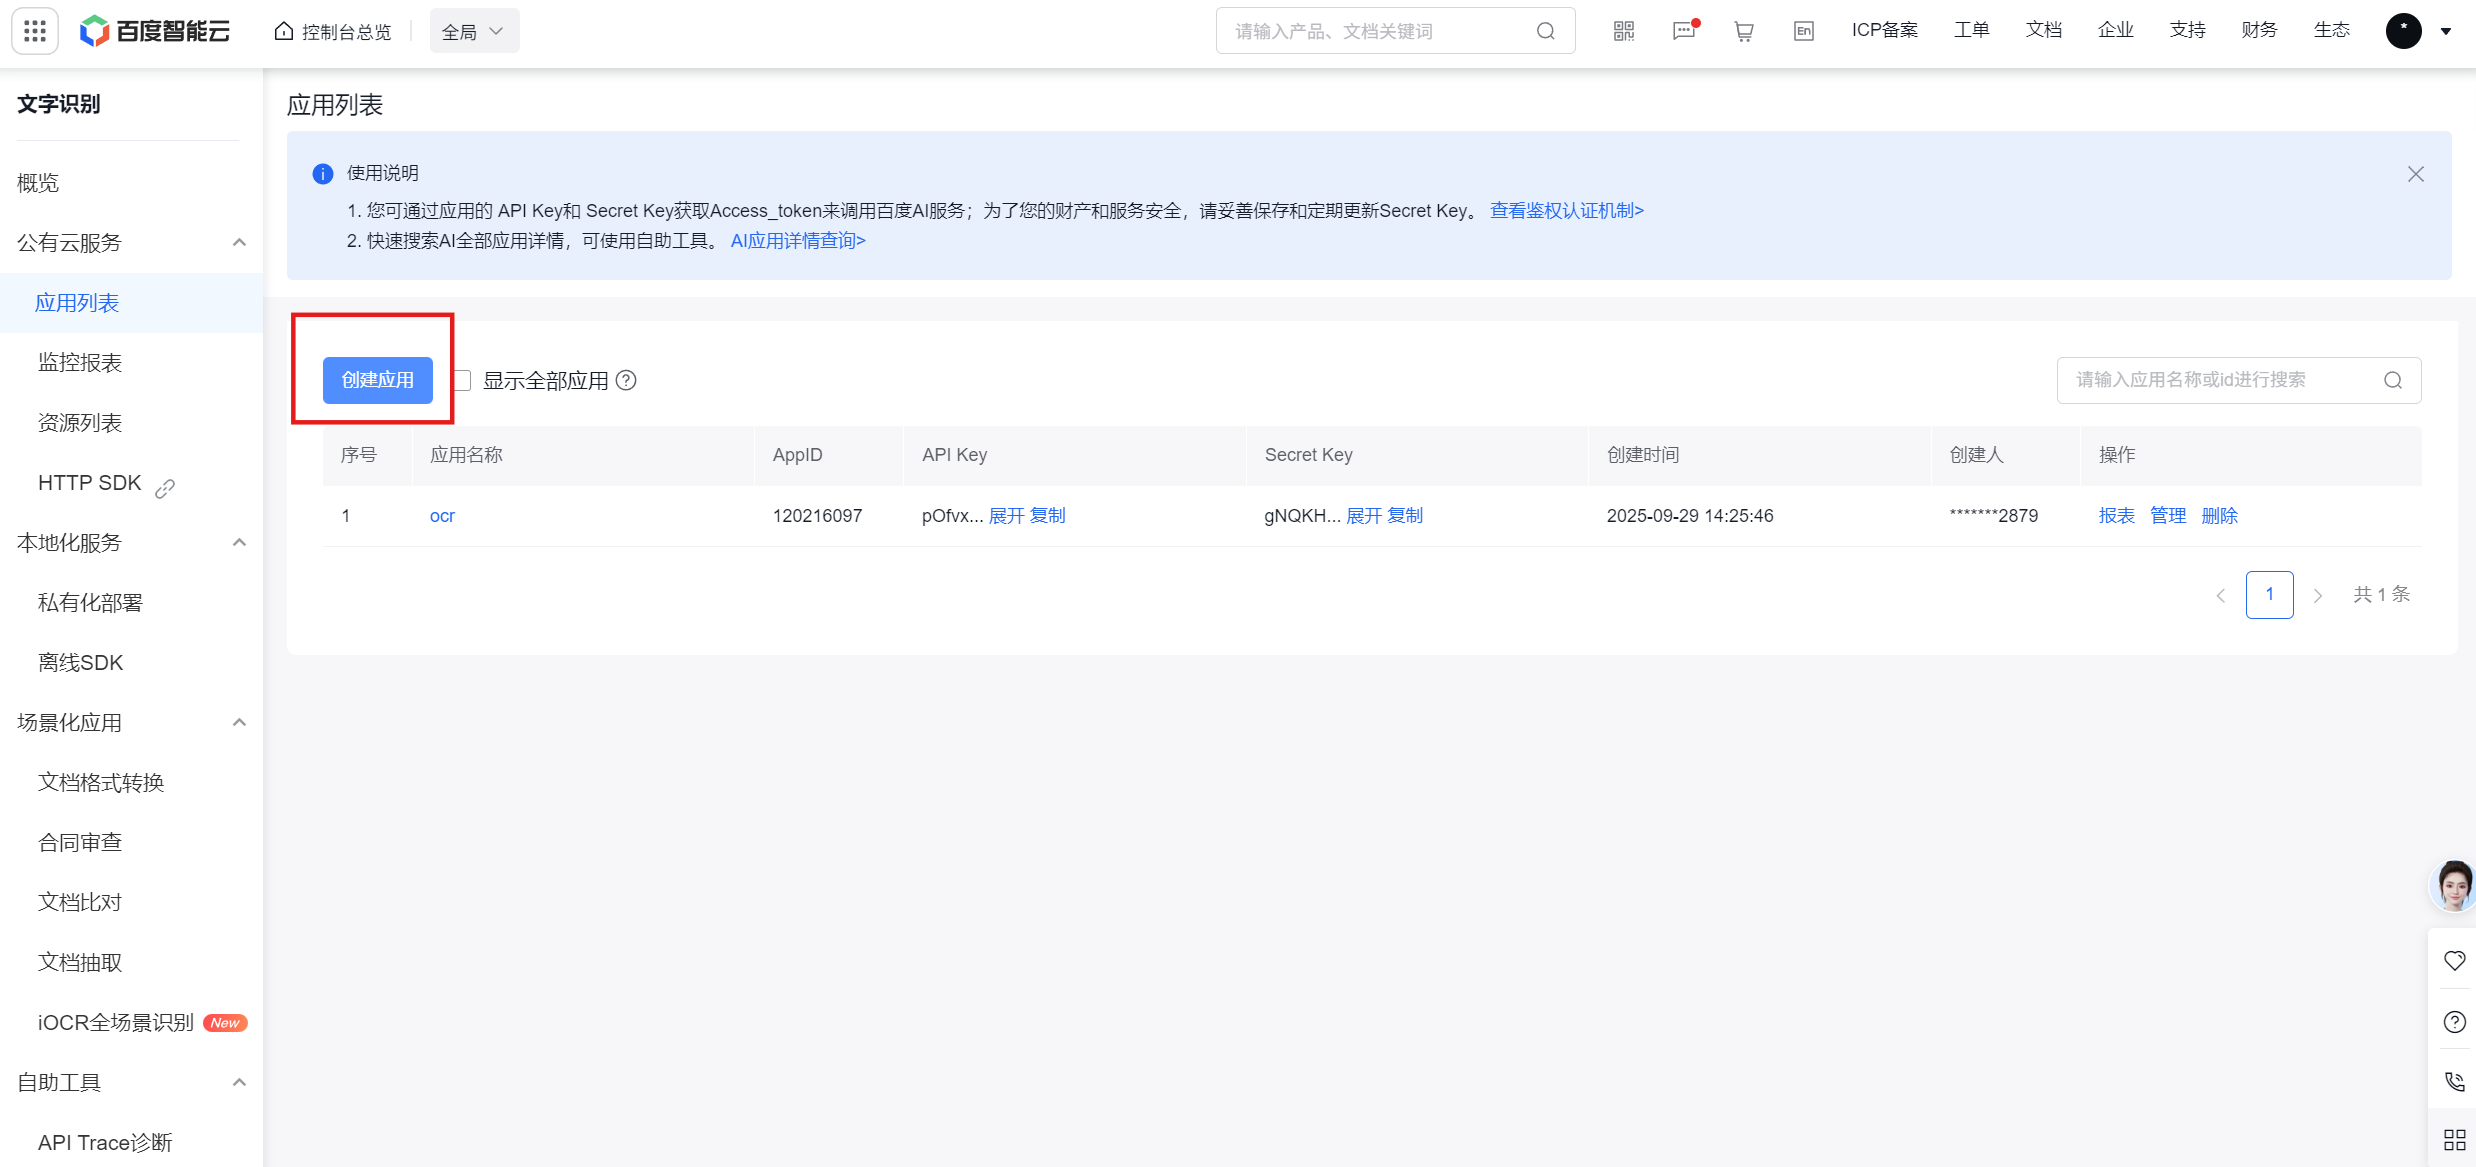 百度智能云
控制台总览
全局
请输入产品、文档关键词
En
ICP备案
工单
文档
企业
支持
财务
生态
文字识别
概览
公有云服务
应用列表
监控报表
资源列表
HTTP SDK
本地化服务
私有化部署
离线SDK
场景化应用
文档格式转换
合同审查
文档比对
文档抽取
iOCR全场景识别 New
自助工具
API Trace诊断
应用列表
使用说明
1. 您可通过应用的 API Key和 Secret Key获取Access_token来调用百度AI服务；为了您的财产和服务安全，请妥善保存和定期更新Secret Key。 查看鉴权认证机制>
2. 快速搜索AI全部应用详情，可使用自助工具。 AI应用详情查询>
创建应用
显示全部应用
请输入应用名称或id进行搜索
序号 应用名称 AppID API Key Secret Key 创建时间 创建人 操作
1 ocr 120216097 pOfvx... 展开 复制 gNQKH... 展开 复制 2025-09-29 14:25:46 *******2879 报表 管理 删除
1
共 1 条